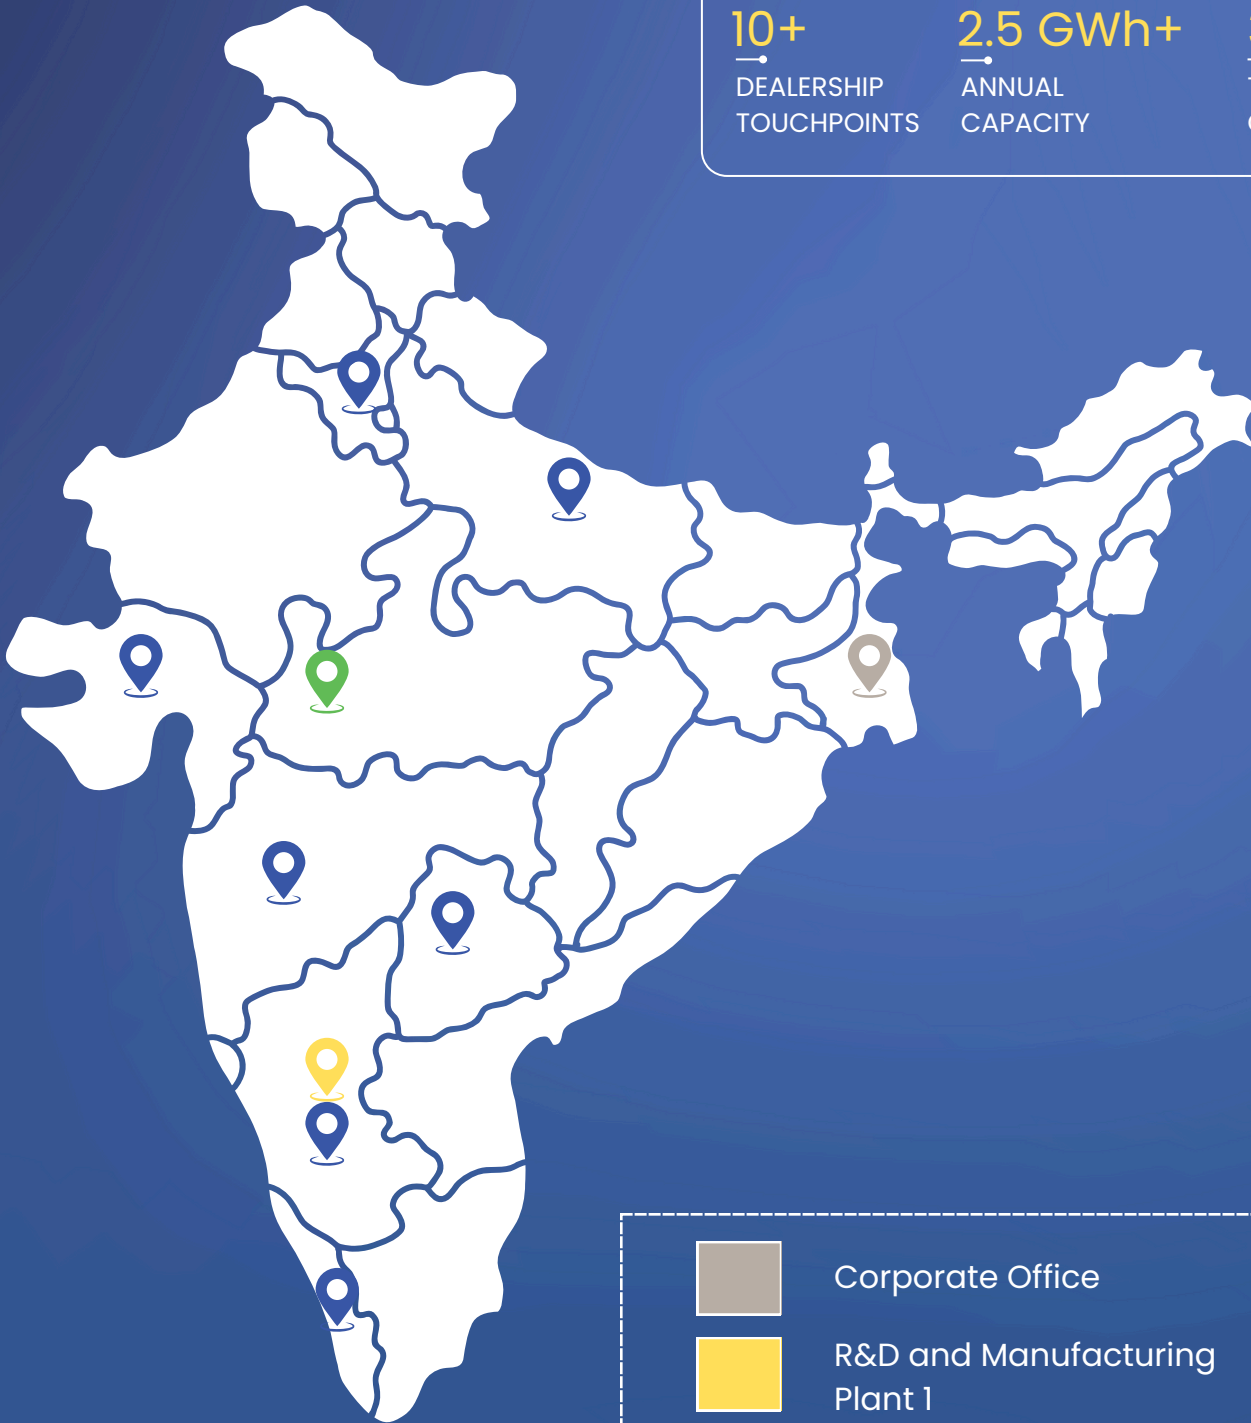 10+
2.5 GWh+
DEALERSHIP
TOUCHPOINTS
ANNUAL
CAPACITY
Corporate Office
R&D and Manufacturing
Plant 1